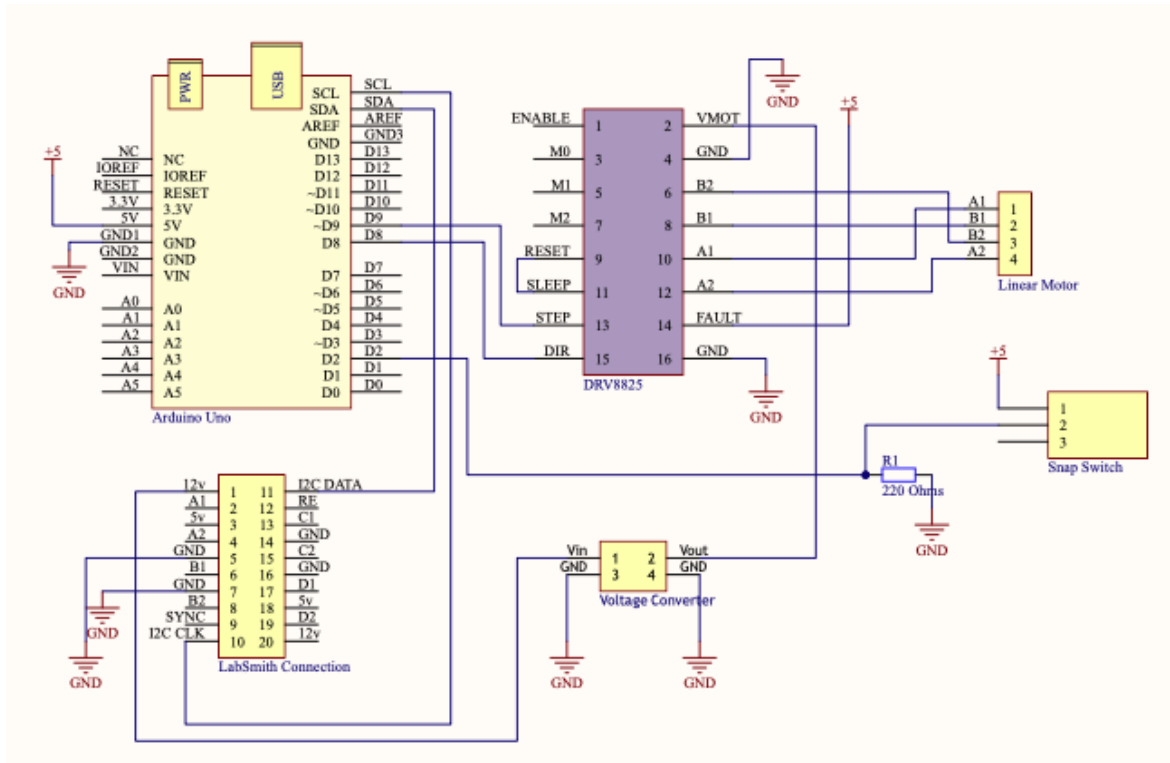 PWR
USB
SCL
SDA
AREF
GND
D13
D12
~D11
~D10
~D9
D8
D7
~D6
~D5
D4
~D3
D2
D1
D0
SCL
SDA
AREF
GND3
D13
D12
D11
D10
D9
D8
D7
D6
D5
D4
D3
D2
D1
D0
+5
NC
IOREF
RESET
3.3V
5V
GND1
GND2
VIN
A0
A1
A2
A3
A4
A5
NC
IOREF
RESET
3.3V
5V
GND
GND
VIN
A0
A1
A2
A3
A4
A5
GND
Arduino Uno
ENABLE 1 2 VMOT
M0 3 4 GND
M1 5 6 B2
M2 7 8 B1
RESET 9 10 A1
SLEEP 11 12 A2
STEP 13 14 FAULT
DIR 15 16 GND
DRV8825
GND
+5
GND
A1 1
B1 2
B2 3
A2 4
Linear Motor
+5
1
2
3
Snap Switch
R1
220 Ohms
GND
12v 1 11 I2C DATA
A1 2 12 RE
5v 3 13 C1
A2 4 14 GND
GND 5 15 C2
B1 6 16 GND
GND 7 17 D1
B2 8 18 5v
SYNC 9 19 D2
I2C CLK 10 20 12v
LabSmith Connection
GND
GND
Vin 1 2 Vout
GND 3 4 GND
Voltage Converter
GND
GND